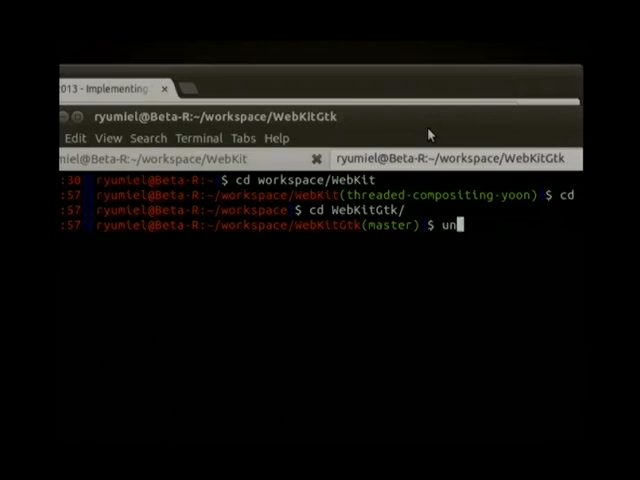 2013 - Implementing
ryumiel@Beta-R:~/workspace/WebKitGtk
Edit View Search Terminal Tabs Help
miel@Beta-R:~/workspace/WebKit
ryumiel@Beta-R:~/workspace/WebKitGtk
:30 ryumiel@Beta-R:~ $ cd workspace/WebKit
:57 ryumiel@Beta-R:~/workspace/WebKit(threaded-compositing-yoon) $ cd
:57 ryumiel@Beta-R:~/workspace $ cd WebKitGtk/
:57 ryumiel@Beta-R:~/workspace/WebKitGtk(master) $ un